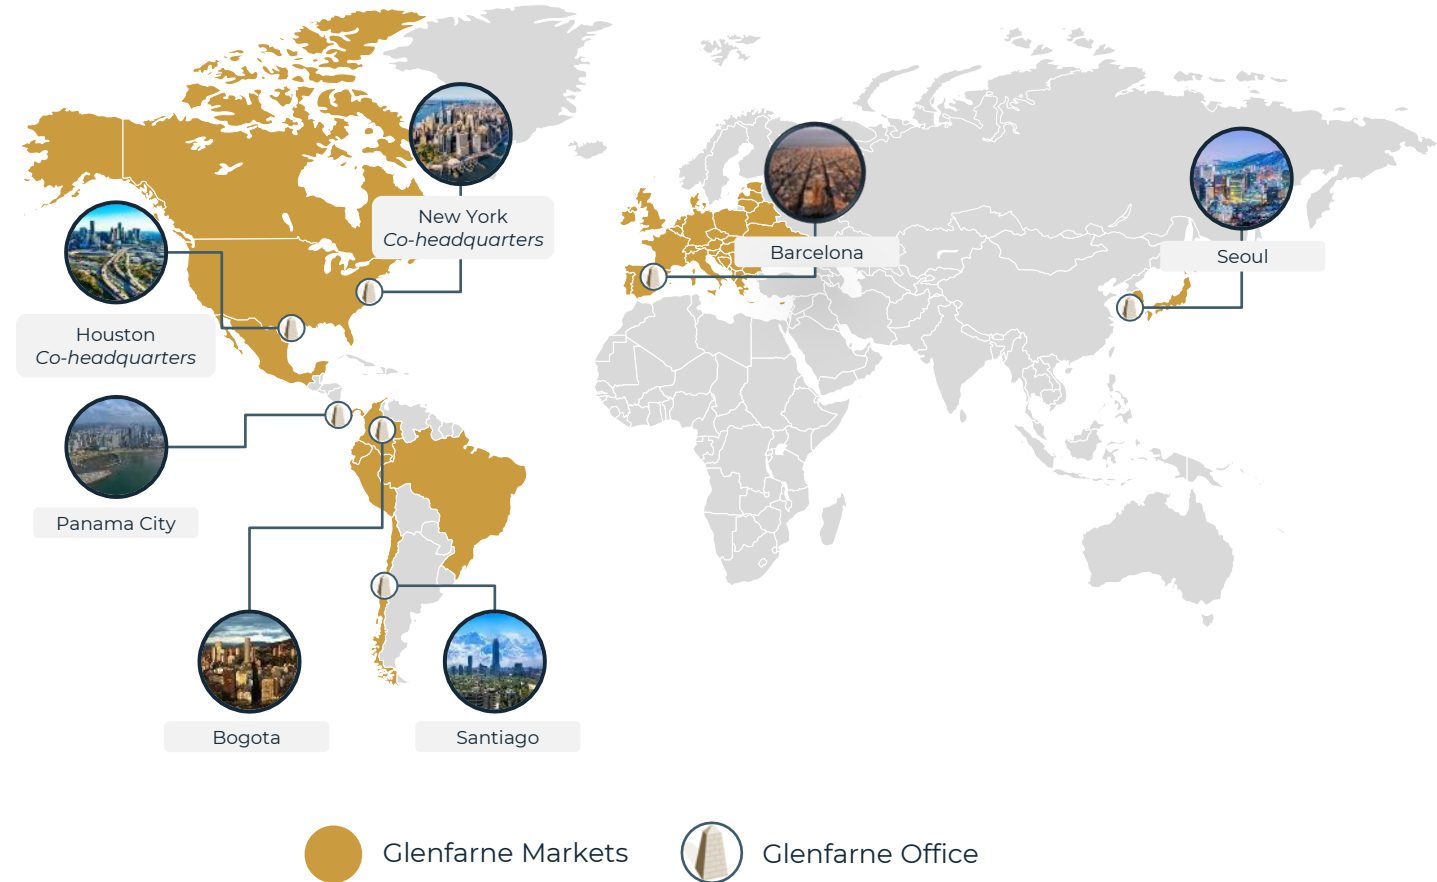 New York
Co-headquarters
Houston
Co-headquarters
Barcelona
Seoul
Panama City
Bogota
Santiago
Glenfarne Markets
Glenfarne Office